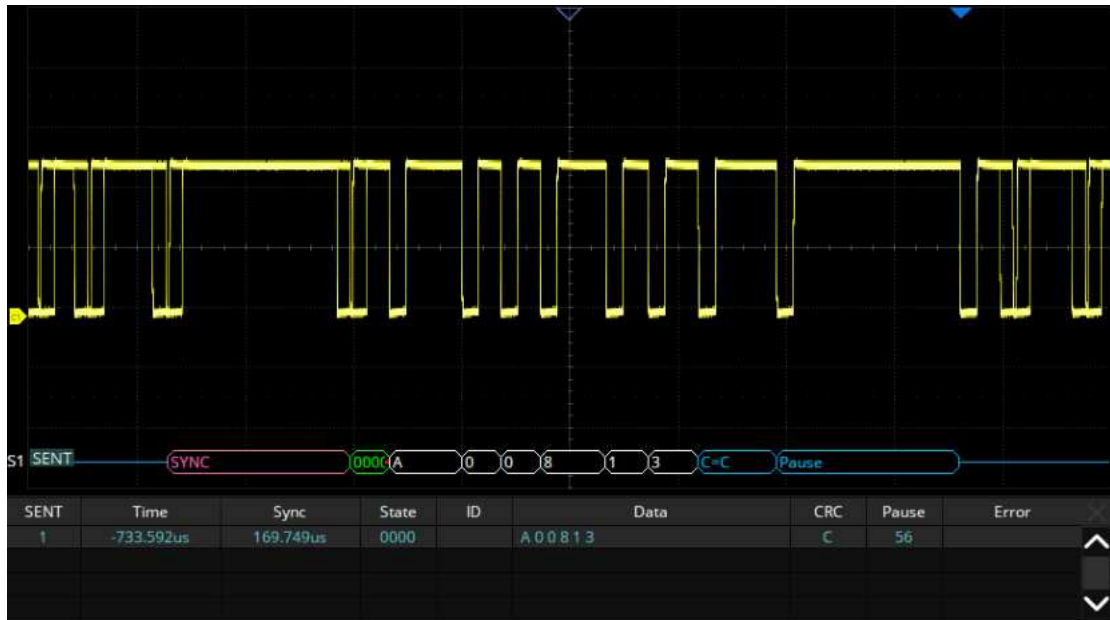 S1 SENT SYNC 0000 A 0 0 8 1 3 C=C Pause
SENT Time Sync State ID Data CRC Pause Error
1 -733.592us 169.749us 0000 A 0 0 8 1 3 C 56